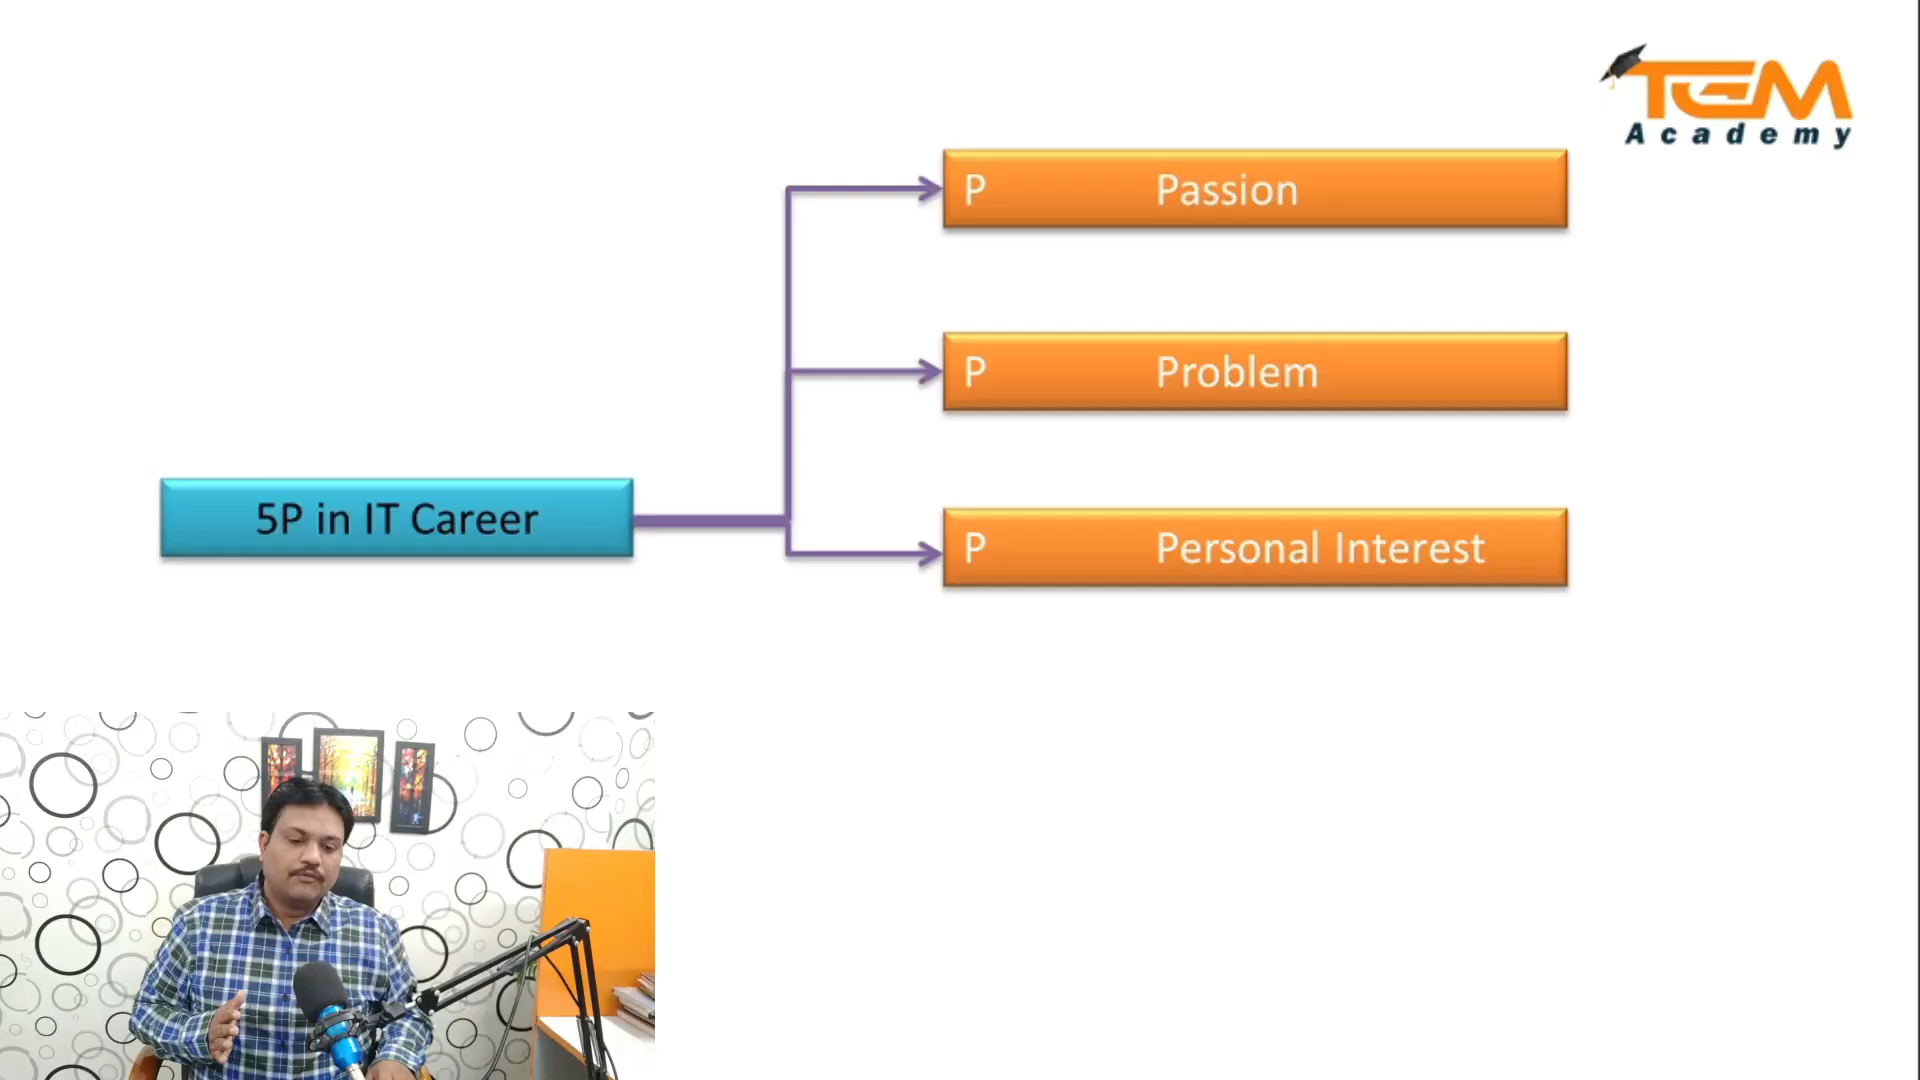 TGM
Academy
P Passion
P Problem
5P in IT Career
P Personal Interest